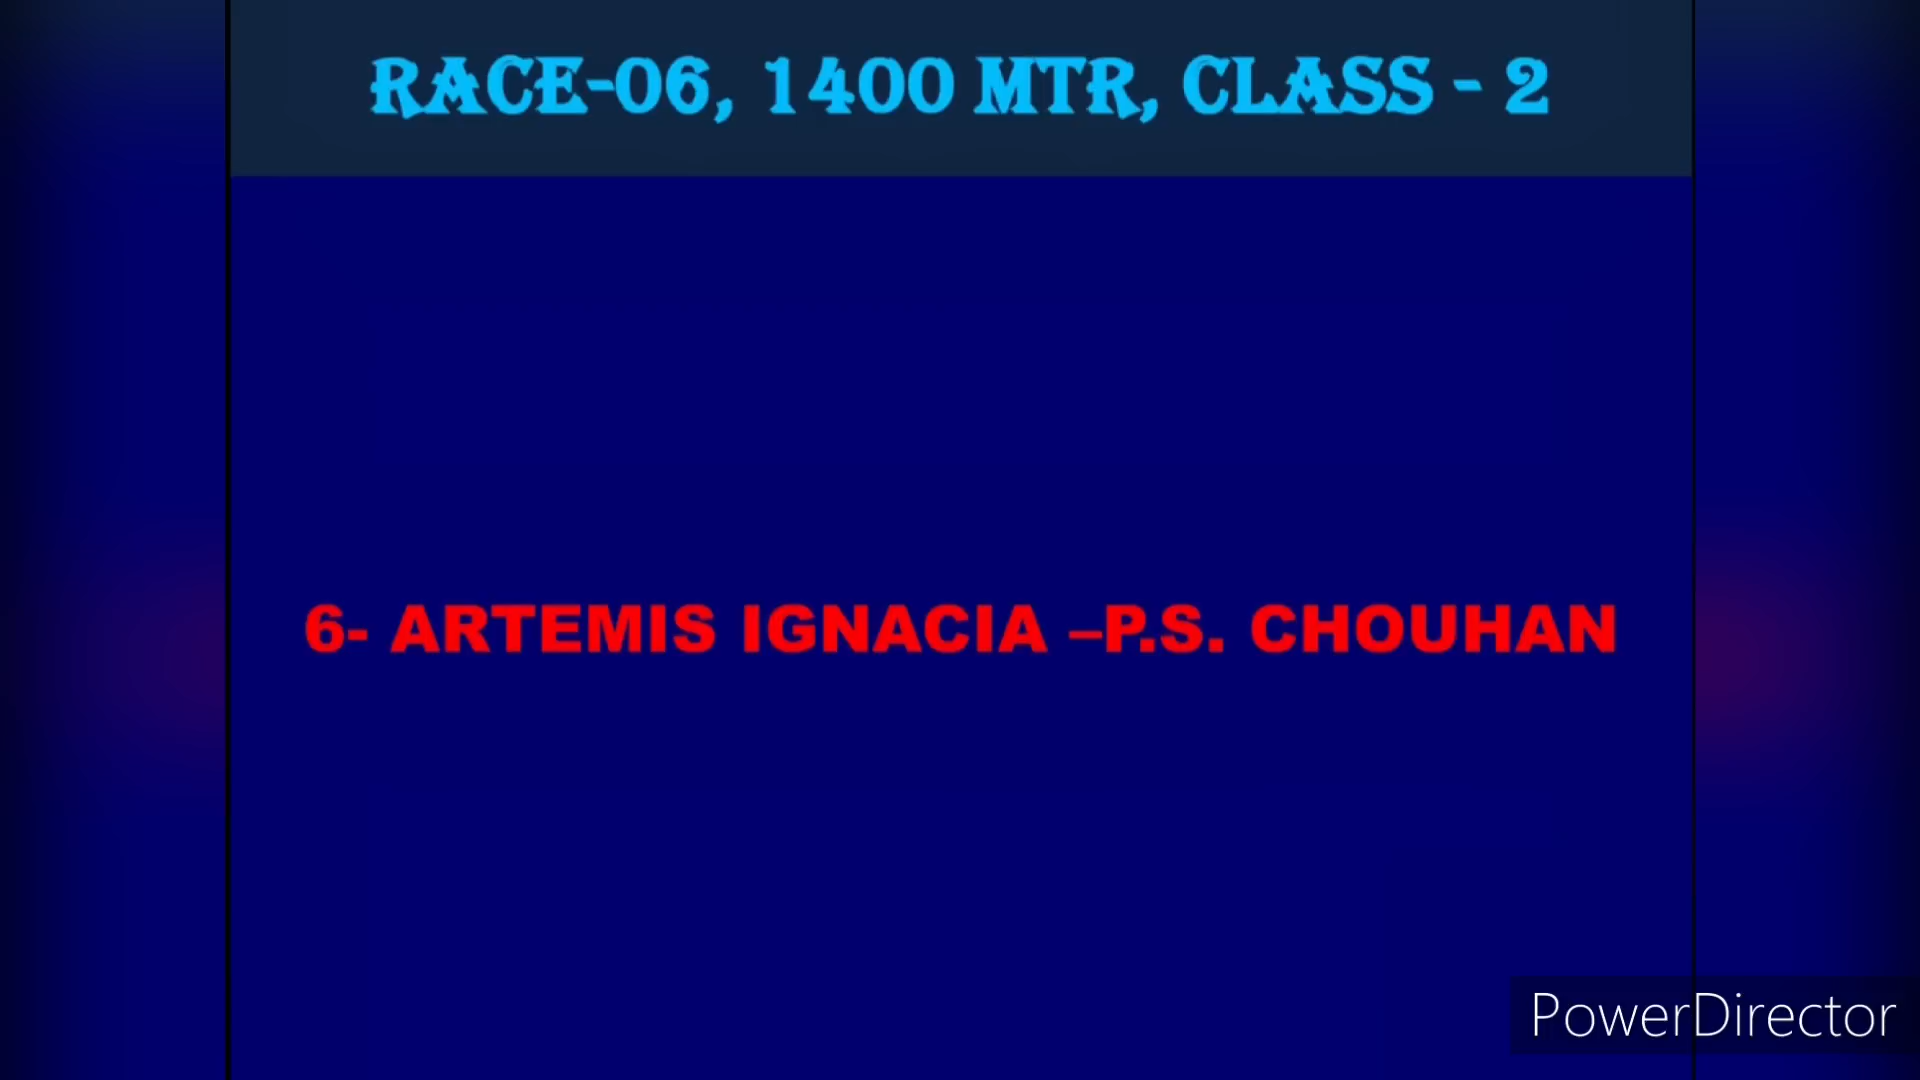 RACE-06, 1400 MTR, CLASS - 2
6- ARTEMIS IGNACIA –P.S. CHOUHAN
PowerDirector